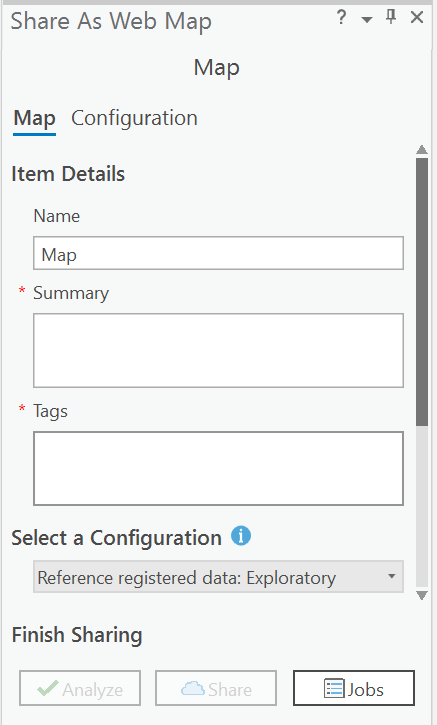 Share As Web Map ?
Map
Map Configuration
Item Details
Name
Map
* Summary
* Tags
Select a Configuration i
Reference registered data: Exploratory
Finish Sharing
Analyze Share Jobs